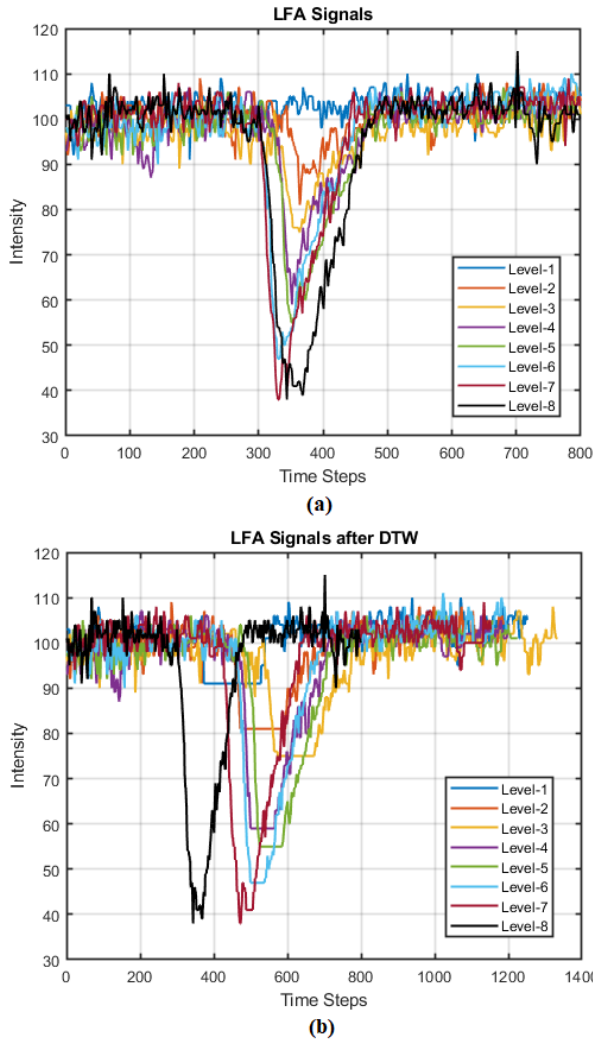 LFA Signals
120
110
100
90
80
70
60
50
40
30
Intensity
Level-1
Level-2
Level-3
Level-4
Level-5
Level-6
Level-7
Level-8
0 100 200 300 400 500 600 700 800
Time Steps
(a)
LFA Signals after DTW
120
110
100
90
80
70
60
50
40
30
Intensity
Level-1
Level-2
Level-3
Level-4
Level-5
Level-6
Level-7
Level-8
0 200 400 600 800 1000 1200 1400
Time Steps
(b)